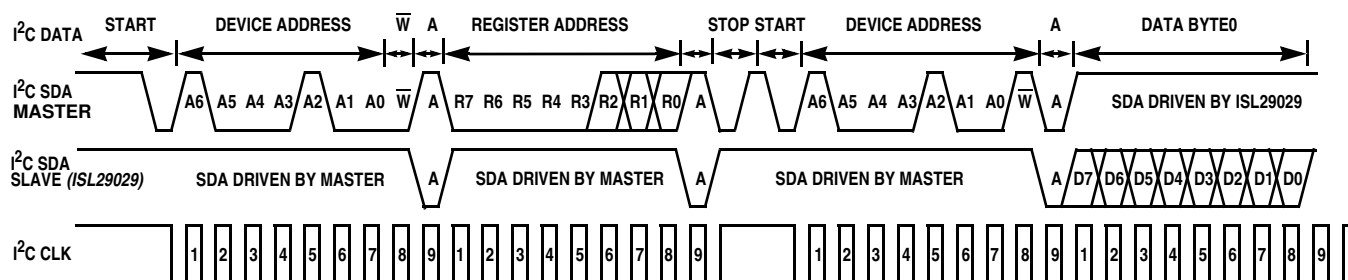 I²C DATA START DEVICE ADDRESS W̅ A REGISTER ADDRESS STOP START DEVICE ADDRESS A DATA BYTE0
I²C SDA MASTER A6 A5 A4 A3 A2 A1 A0 W̅ A R7 R6 R5 R4 R3 R2 R1 R0 A A6 A5 A4 A3 A2 A1 A0 W̅ A SDA DRIVEN BY ISL29029
I²C SDA
SLAVE (ISL29029) SDA DRIVEN BY MASTER A SDA DRIVEN BY MASTER A SDA DRIVEN BY MASTER A D7 D6 D5 D4 D3 D2 D1 D0
I²C CLK 1 2 3 4 5 6 7 8 9 1 2 3 4 5 6 7 8 9 1 2 3 4 5 6 7 8 9 1 2 3 4 5 6 7 8 9